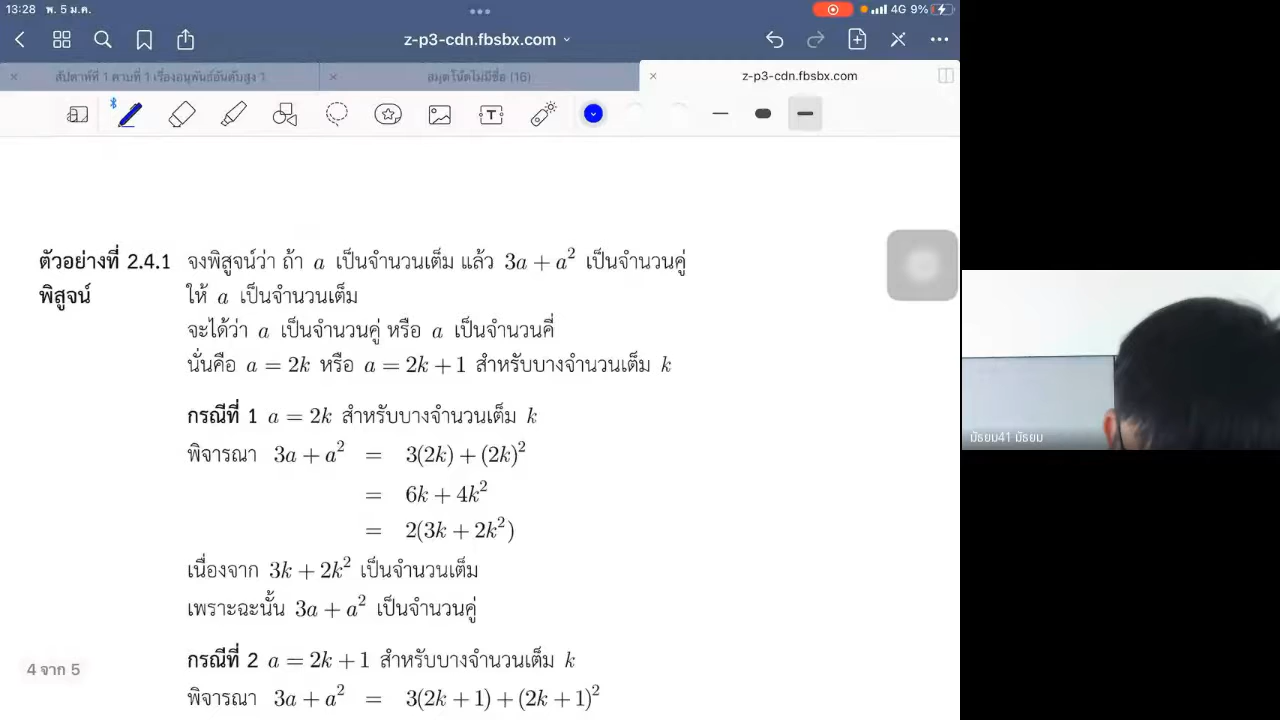 13:28 พ. 5 ม.ค.
4G 9%
z-p3-cdn.fbsbx.com
สัปดาห์ที่ 1 คาบที่ 1 เรื่องอนุพันธ์อันดับสูง 1
สมุดโน้ตไม่มีชื่อ (16)
z-p3-cdn.fbsbx.com
ตัวอย่างที่ 2.4.1 จงพิสูจน์ว่า ถ้า a เป็นจำนวนเต็ม แล้ว 3a + a² เป็นจำนวนคู่
พิสูจน์ ให้ a เป็นจำนวนเต็ม
จะได้ว่า a เป็นจำนวนคู่ หรือ a เป็นจำนวนคี่
นั่นคือ a = 2k หรือ a = 2k + 1 สำหรับบางจำนวนเต็ม k
กรณีที่ 1 a = 2k สำหรับบางจำนวนเต็ม k
พิจารณา 3a + a² = 3(2k) + (2k)²
= 6k + 4k²
= 2(3k + 2k²)
เนื่องจาก 3k + 2k² เป็นจำนวนเต็ม
เพราะฉะนั้น 3a + a² เป็นจำนวนคู่
กรณีที่ 2 a = 2k + 1 สำหรับบางจำนวนเต็ม k
พิจารณา 3a + a² = 3(2k + 1) + (2k + 1)²
4 จาก 5
มัธยม41 มัธยม